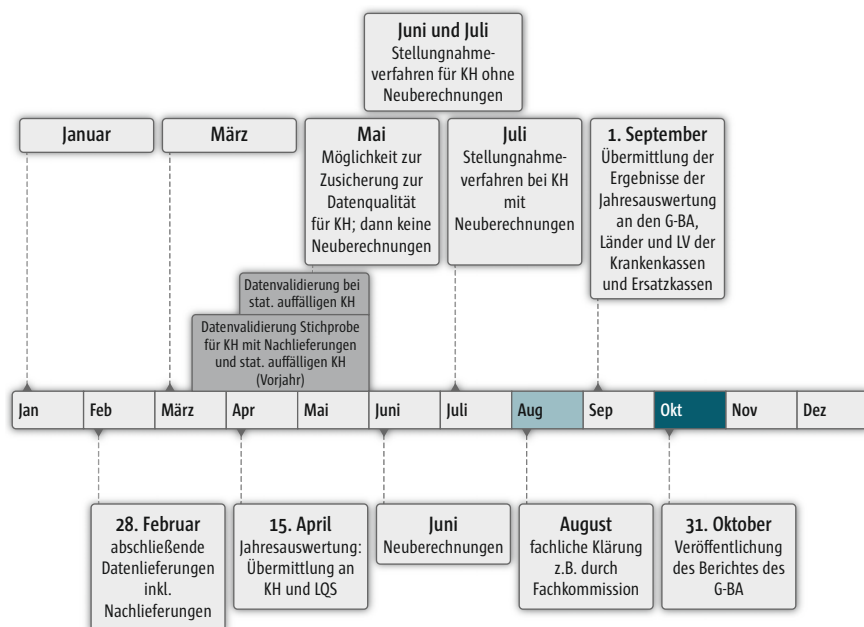 Juni und Juli
Stellungnahme-
verfahren für KH ohne
Neuberechnungen
Januar
März
Mai
Möglichkeit zur
Zusicherung zur
Datenqualität
für KH; dann keine
Neuberechnungen
Juli
Stellungnahme-
verfahren bei KH
mit
Neuberechnungen
1. September
Übermittlung der
Ergebnisse der
Jahresauswertung
an den G-BA,
Länder und LV der
Krankenkassen
und Ersatzkassen
Datenvalidierung bei
stat. auffälligen KH
Datenvalidierung Stichprobe
für KH mit Nachlieferungen
und stat. auffälligen KH
(Vorjahr)
Jan Feb März Apr Mai Juni Juli Aug Sep Okt Nov Dez
28. Februar
abschließende
Datenlieferungen
inkl.
Nachlieferungen
15. April
Jahresauswertung:
Übermittlung an
KH und LQS
Juni
Neuberechnungen
August
fachliche Klärung
z.B. durch
Fachkommission
31. Oktober
Veröffentlichung
des Berichtes des
G-BA